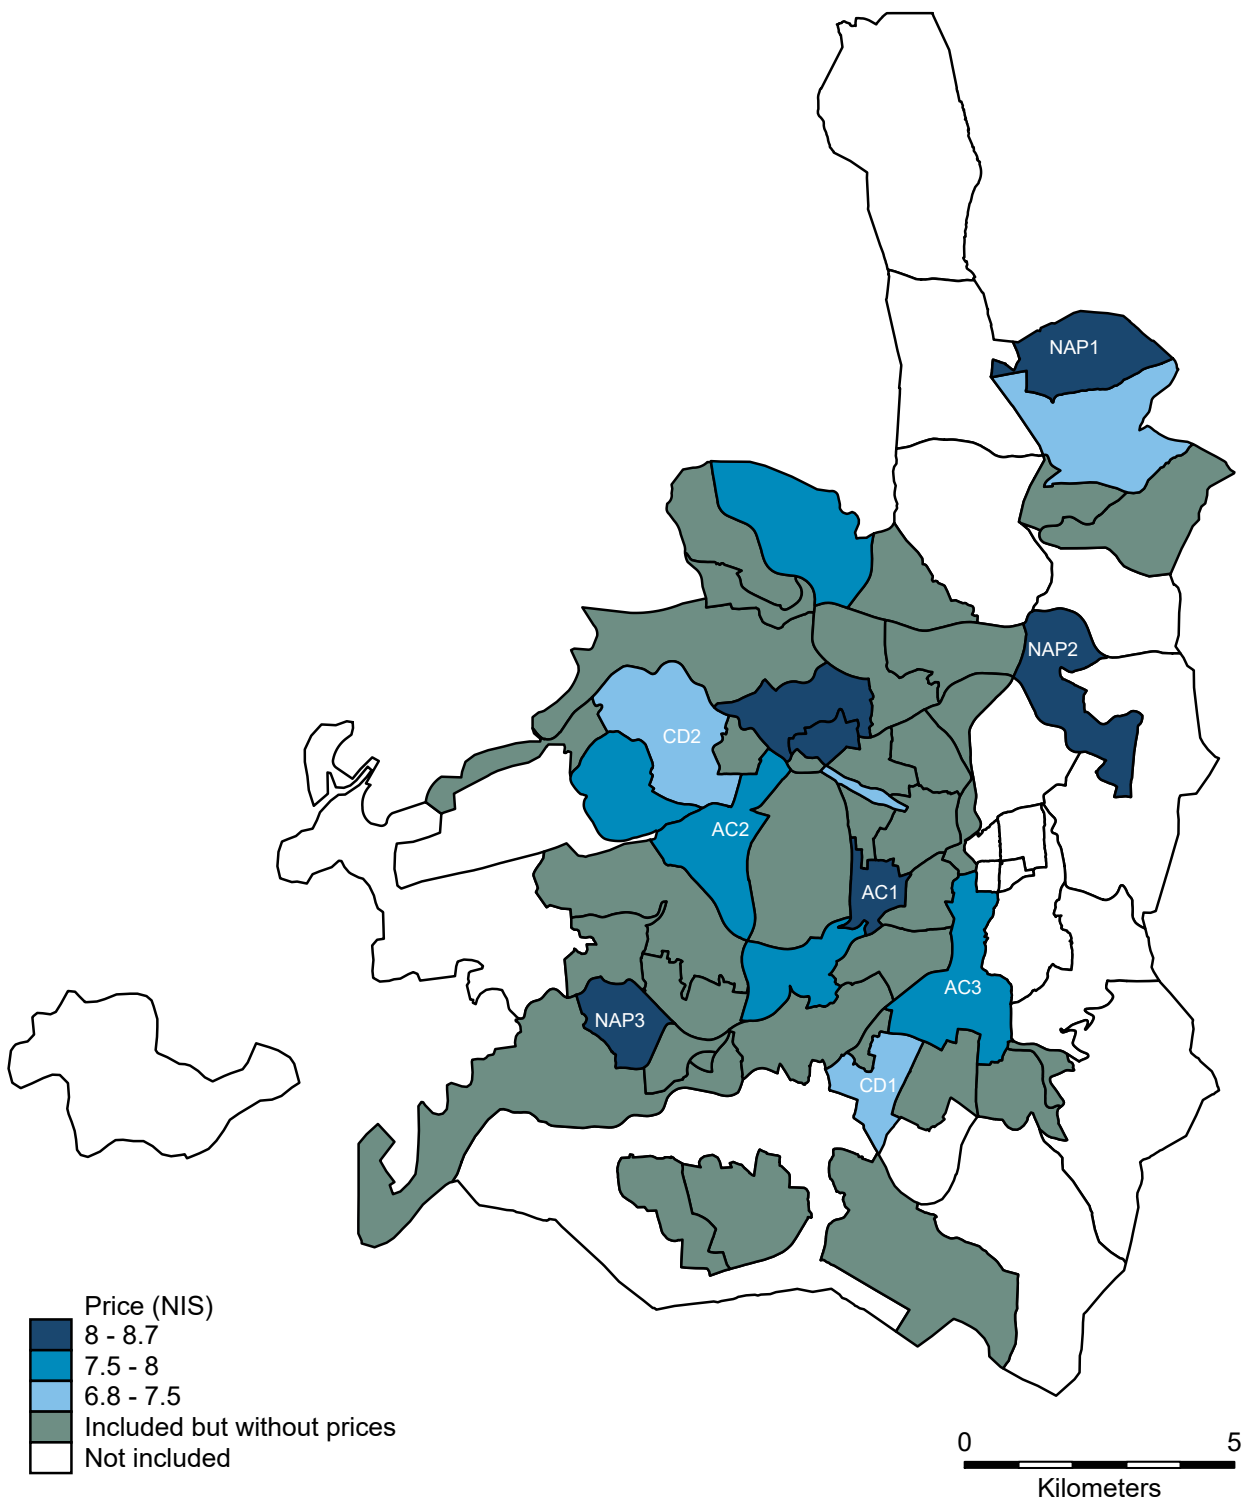 NAP1
NAP2
CD2
AC2
AC1
AC3
NAP3
CD1
Price (NIS)
8 - 8.7
7.5 - 8
6.8 - 7.5
Included but without prices
Not included
0 5
Kilometers